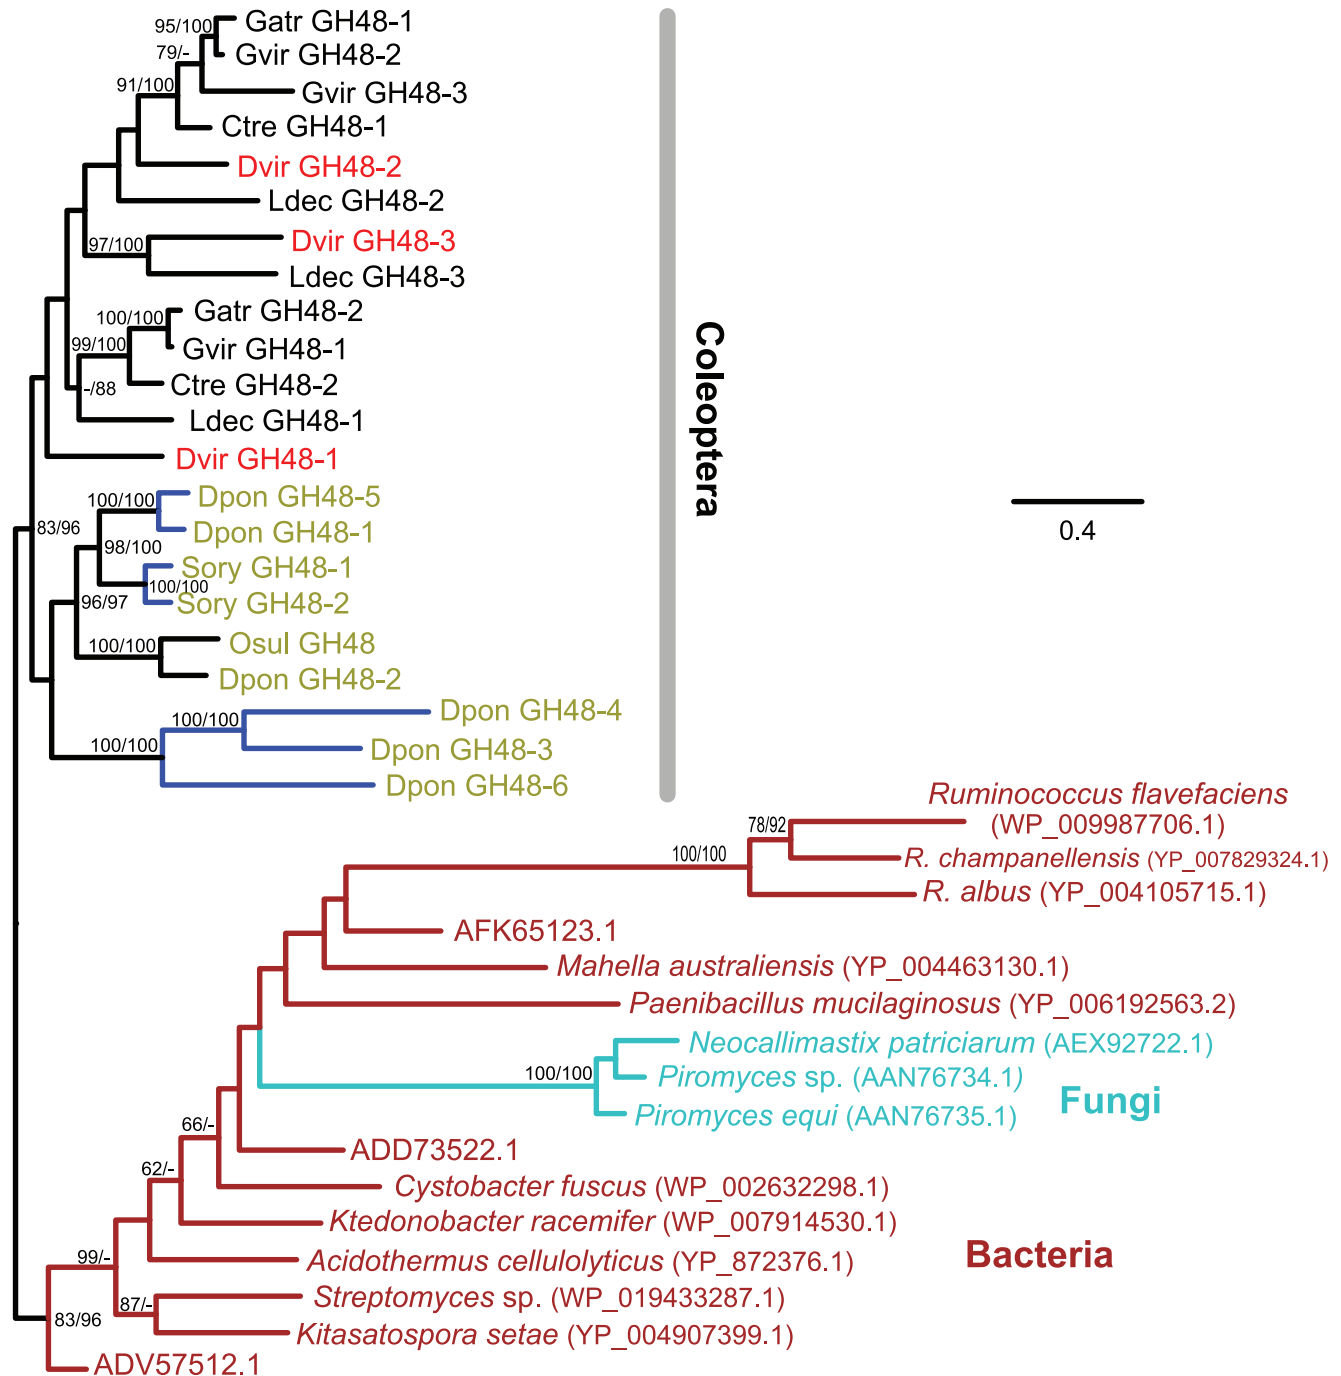 95/100
Gatr GH48-1
79/-
Gvir GH48-2
91/100
Gvir GH48-3
Ctre GH48-1
Dvir GH48-2
Ldec GH48-2
97/100
Dvir GH48-3
Ldec GH48-3
Gatr GH48-2
100/100
Gvir GH48-1
99/100
-/88
Ctre GH48-2
Ldec GH48-1
Dvir GH48-1
Coleoptera
100/100
Dpon GH48-5
83/96
Dpon GH48-1
98/100
Sory GH48-1
100/100
96/97
Sory GH48-2
100/100
Osul GH48
Dpon GH48-2
100/100
Dpon GH48-4
100/100
Dpon GH48-3
Dpon GH48-6
0.4
Ruminococcus flavefaciens
78/92
(WP_009987706.1)
100/100
R. champanellensis (YP_007829324.1)
R. albus (YP_004105715.1)
AFK65123.1
Mahella australiensis (YP_004463130.1)
Paenibacillus mucilaginosus (YP_006192563.2)
Neocallimastix patriciarum (AEX92722.1)
100/100
Piromyces sp. (AAN76734.1)
Piromyces equi (AAN76735.1)
Fungi
66/-
ADD73522.1
62/-
Cystobacter fuscus (WP_002632298.1)
Ktedonobacter racemifer (WP_007914530.1)
99/-
Acidothermus cellulolyticus (YP_872376.1)
Bacteria
87/-
Streptomyces sp. (WP_019433287.1)
83/96
Kitasatospora setae (YP_004907399.1)
ADV57512.1